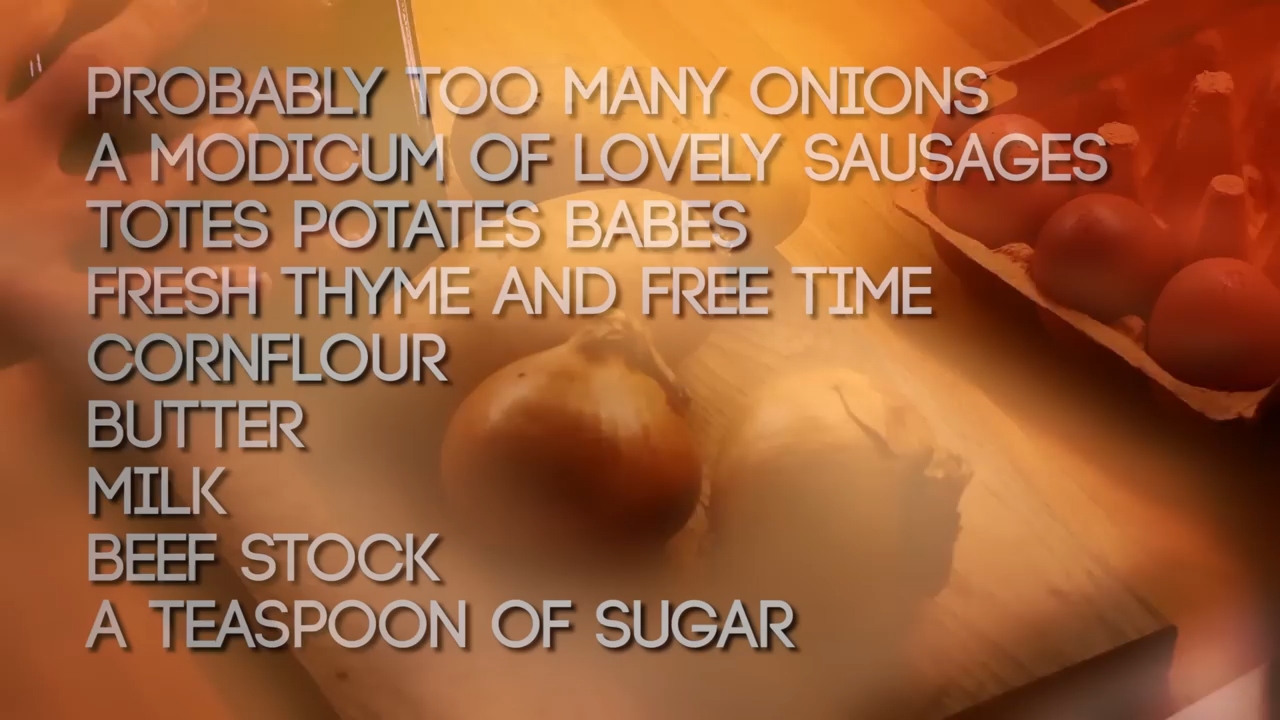 PROBABLY TOO MANY ONIONS
A MODICUM OF LOVELY SAUSAGES
TOTES POTATES BABES
FRESH THYME AND FREE TIME
CORNFLOUR
BUTTER
MILK
BEEF STOCK
A TEASPOON OF SUGAR